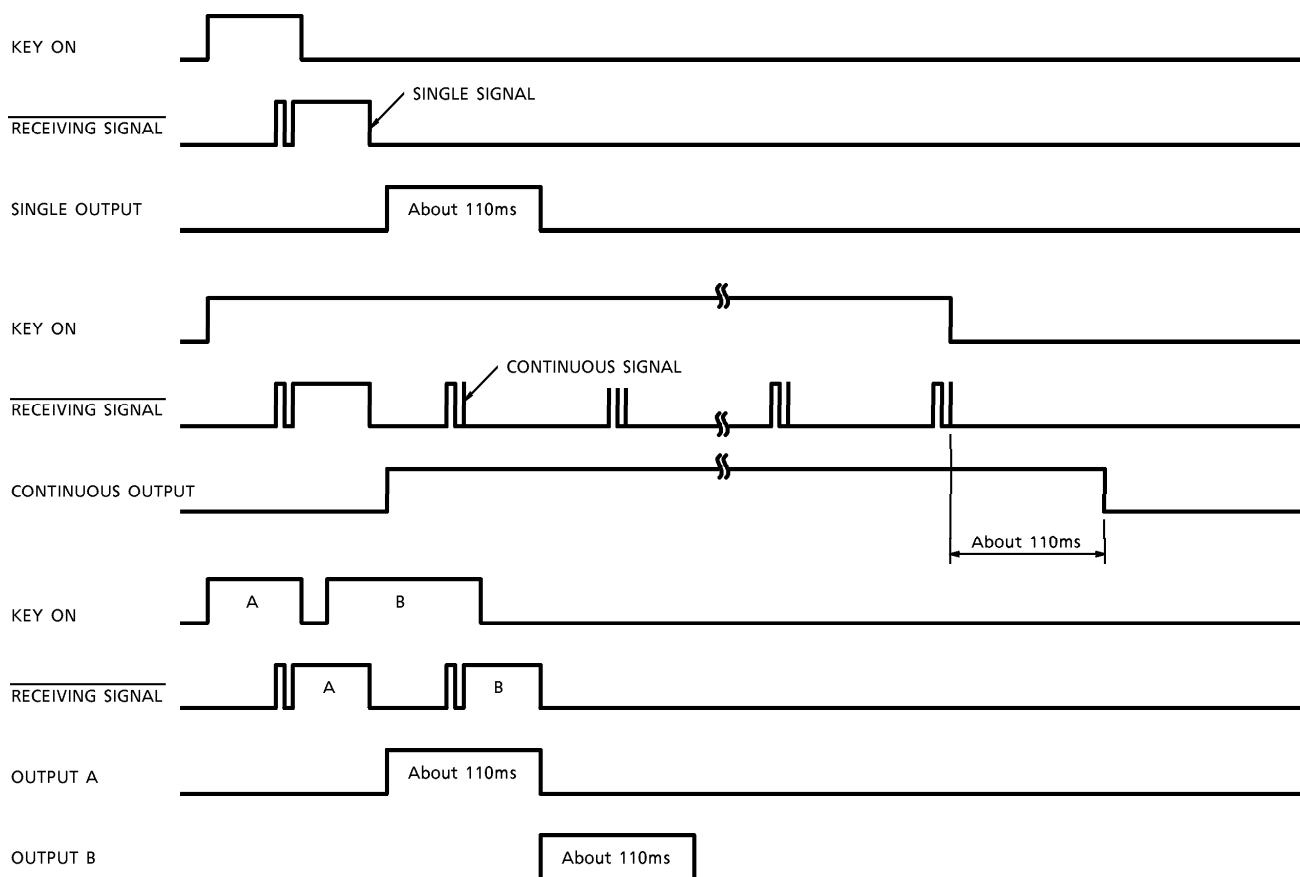 KEY ON
SINGLE SIGNAL
RECEIVING SIGNAL
SINGLE OUTPUT
About 110ms
KEY ON
CONTINUOUS SIGNAL
RECEIVING SIGNAL
CONTINUOUS OUTPUT
About 110ms
KEY ON
A
B
RECEIVING SIGNAL
A
B
OUTPUT A
About 110ms
OUTPUT B
About 110ms